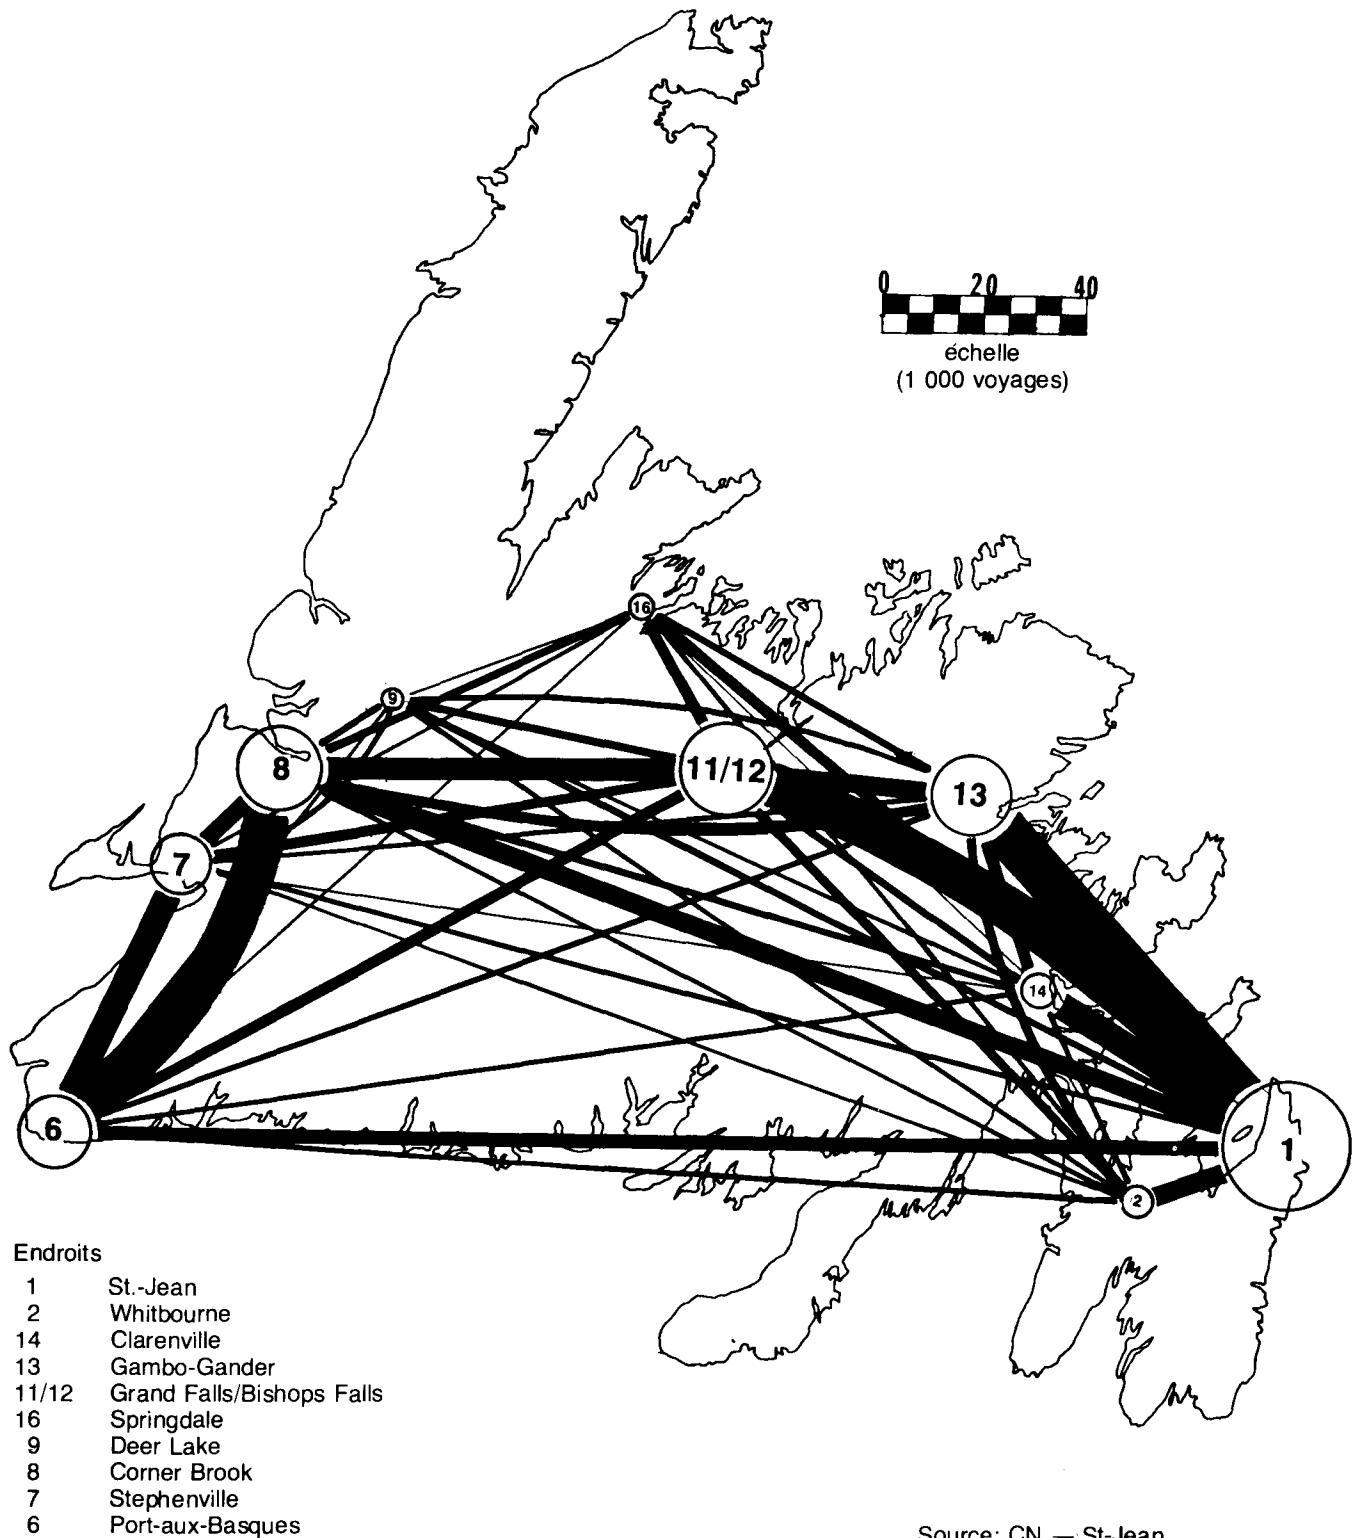 0 20 40
échelle
(1 000 voyages)
16
9
8
11/12
13
7
14
6
1
2
Endroits
1 St.-Jean
2 Whitbourne
14 Clarenville
13 Gambo-Gander
11/12 Grand Falls/Bishops Falls
16 Springdale
9 Deer Lake
8 Corner Brook
7 Stephenville
6 Port-aux-Basques
Source: CN — St-Jean